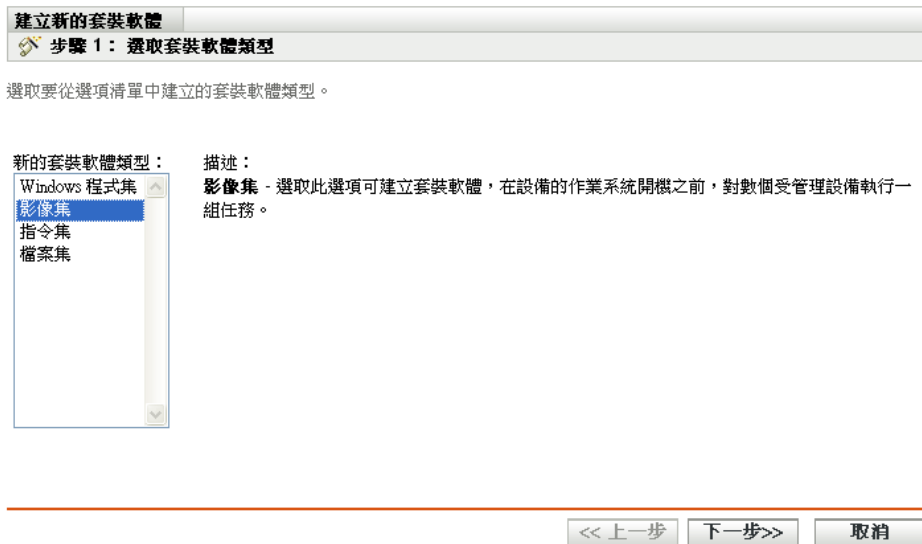 建立新的套裝軟體
步驟 1： 選取套裝軟體類型
選取要從選項清單中建立的套裝軟體類型。
新的套裝軟體類型：
Windows 程式集
影像集
指令集
檔案集
描述：
影像集 - 選取此選項可建立套裝軟體，在設備的作業系統開機之前，對數個受管理設備執行一
組任務。
<< 上一步 下一步>> 取消